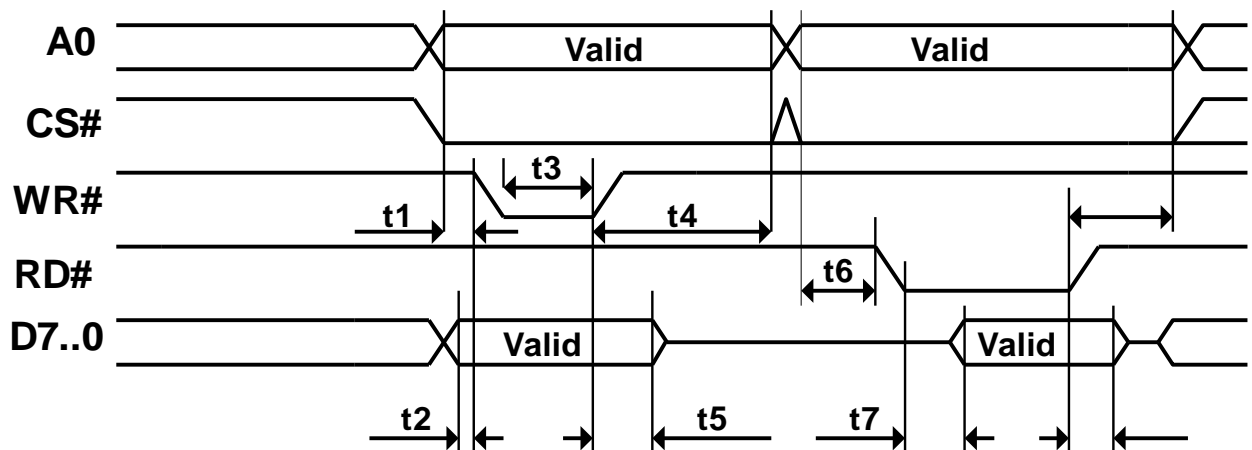 A0 Valid Valid
CS#
t3
WR#
t1 t4
t6
RD#
D7..0 Valid Valid
t2 t5 t7